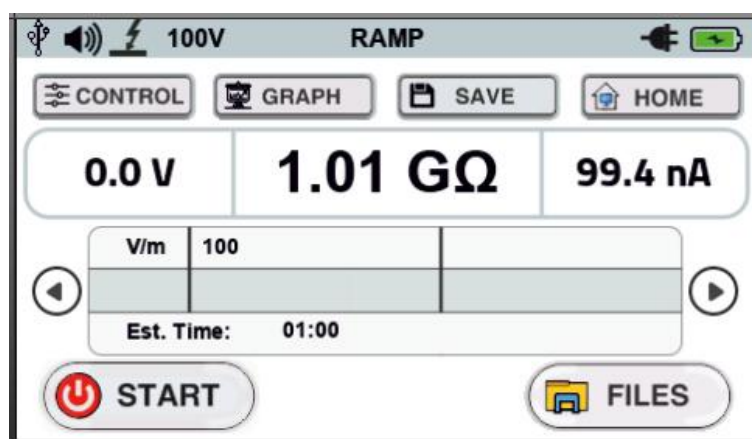 100V RAMP
CONTROL GRAPH SAVE HOME
0.0 V 1.01 GΩ 99.4 nA
V/m 100
Est. Time: 01:00
START FILES